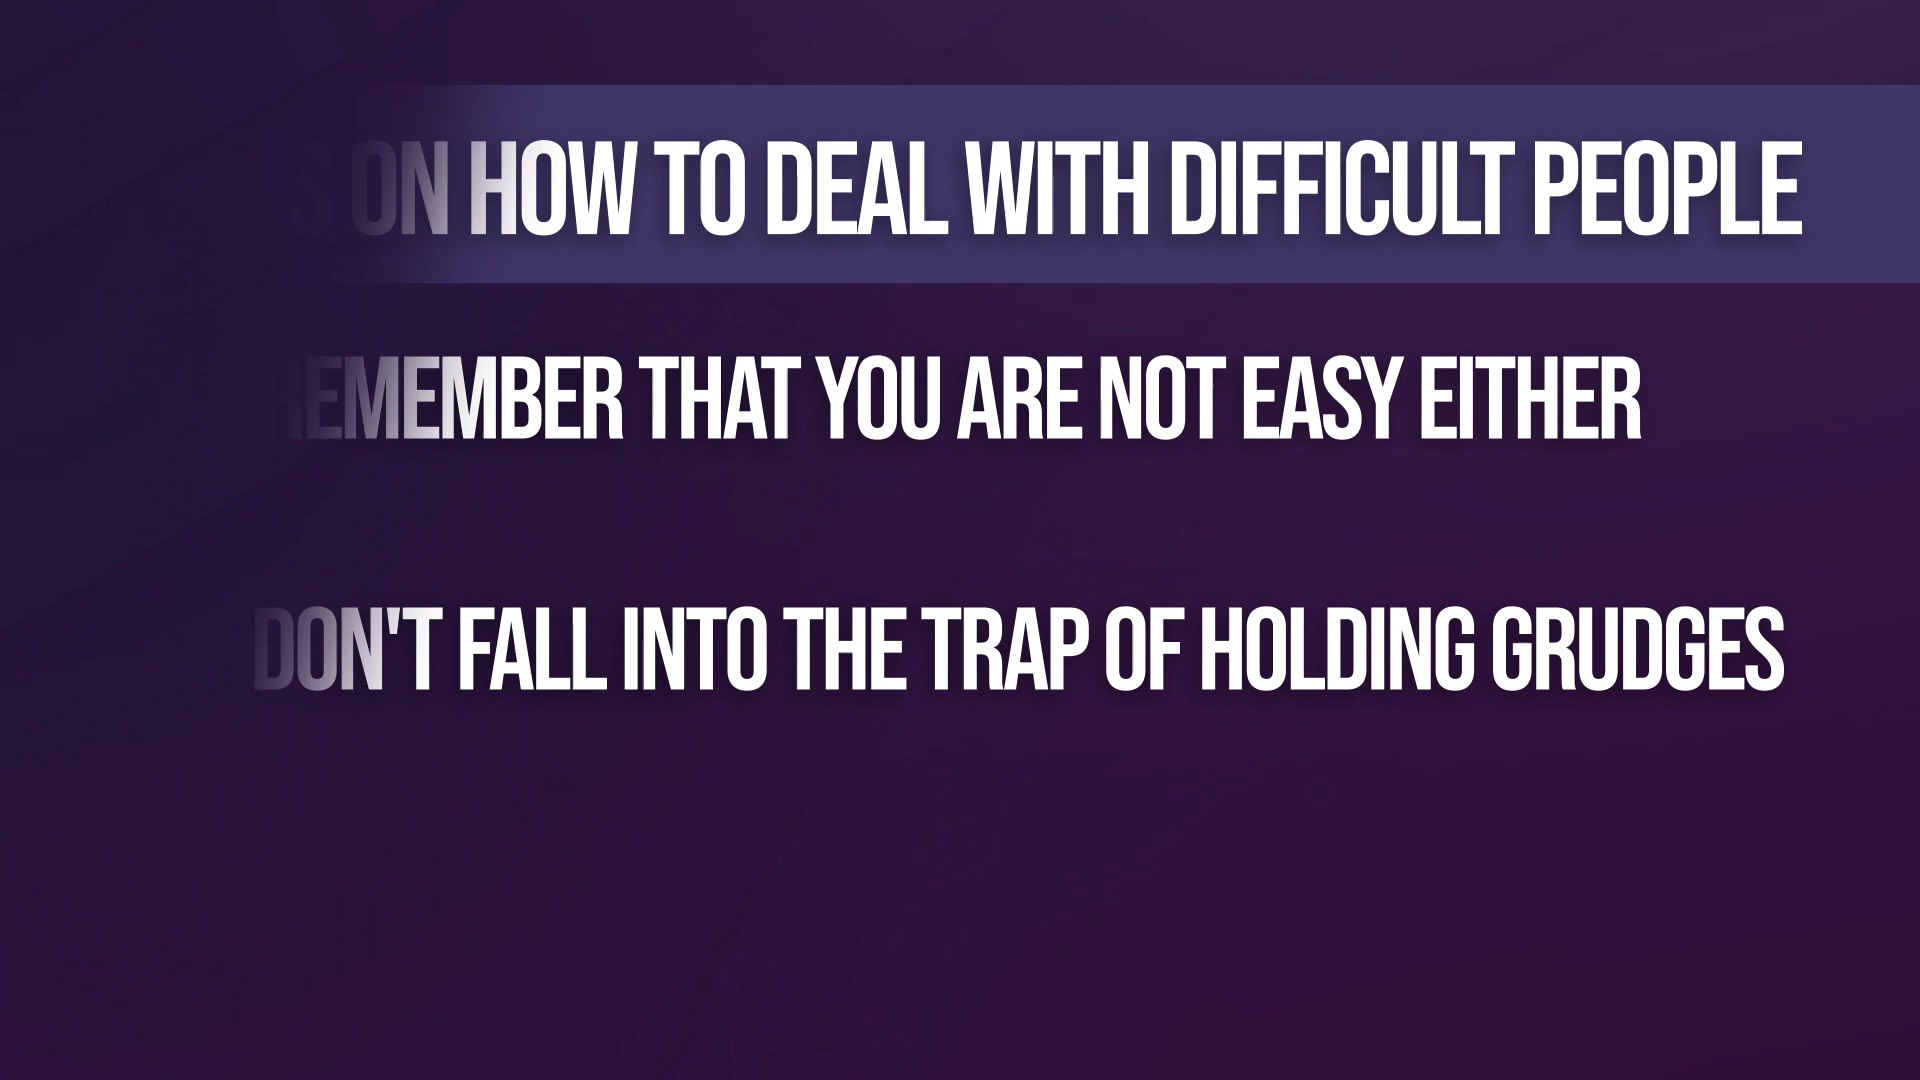 ON HOW TO DEAL WITH DIFFICULT PEOPLE
REMEMBER THAT YOU ARE NOT EASY EITHER
DON'T FALL INTO THE TRAP OF HOLDING GRUDGES